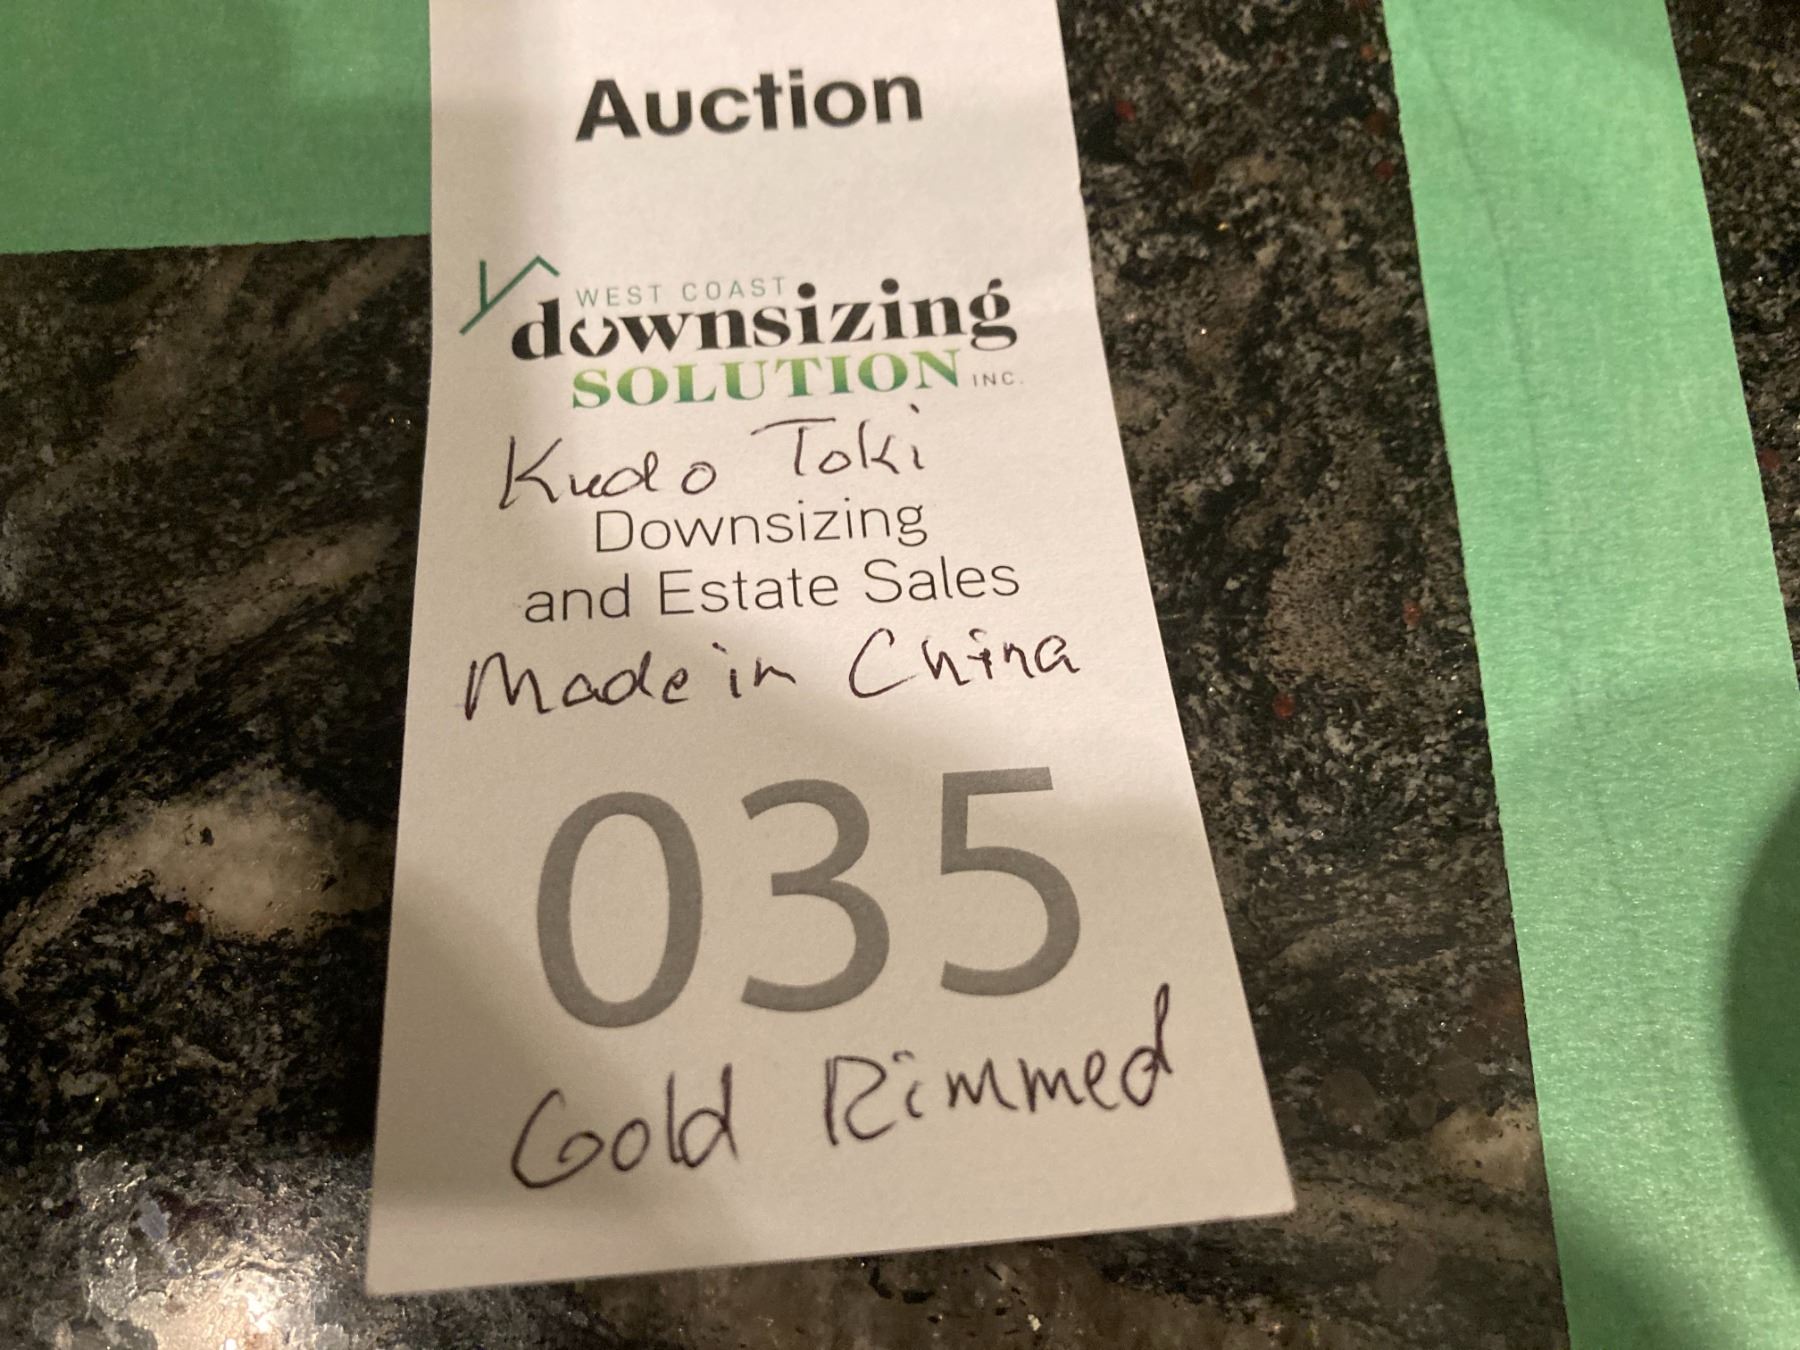 Auction
WEST COAST
downsizing
SOLUTION INC.
Kudo Toki
Downsizing
and Estate Sales
Made in China
035
Gold Rimmed